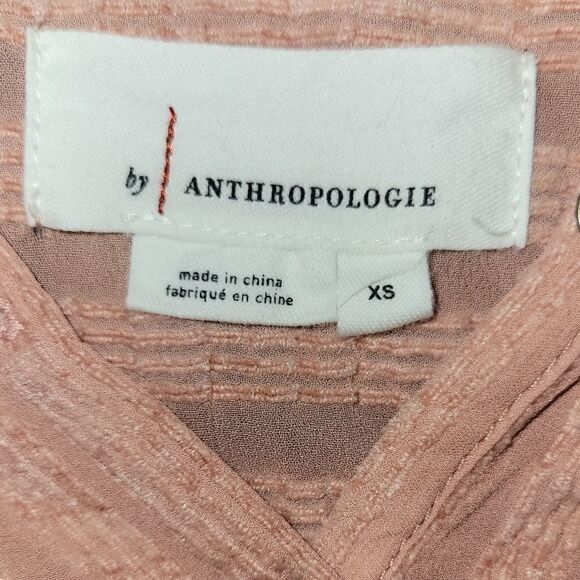 by ANTHROPOLOGIE
made in china
fabriqué en chine
XS